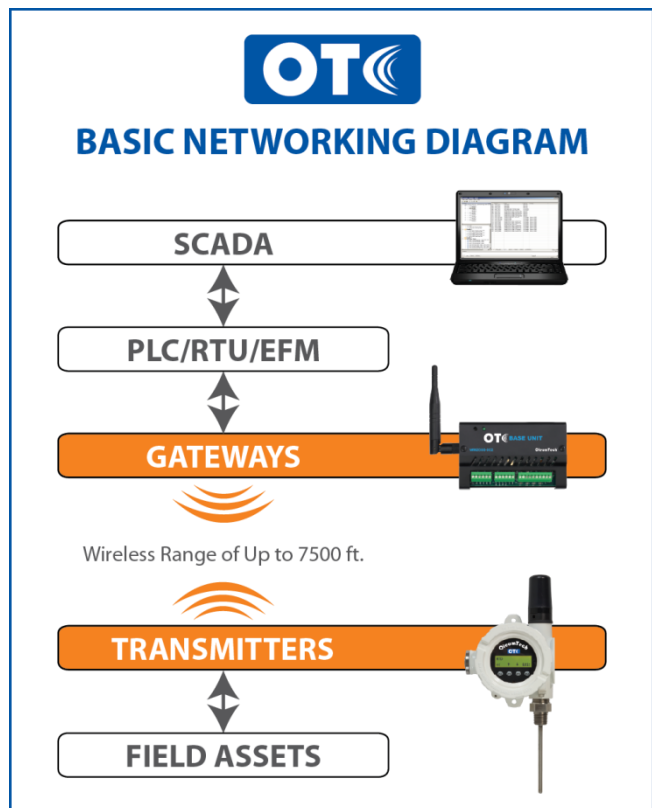 OTC
BASIC NETWORKING DIAGRAM
SCADA
PLC/RTU/EFM
GATEWAYS
OTC BASE UNIT
Wireless Range of Up to 7500 ft.
TRANSMITTERS
OTC
FIELD ASSETS